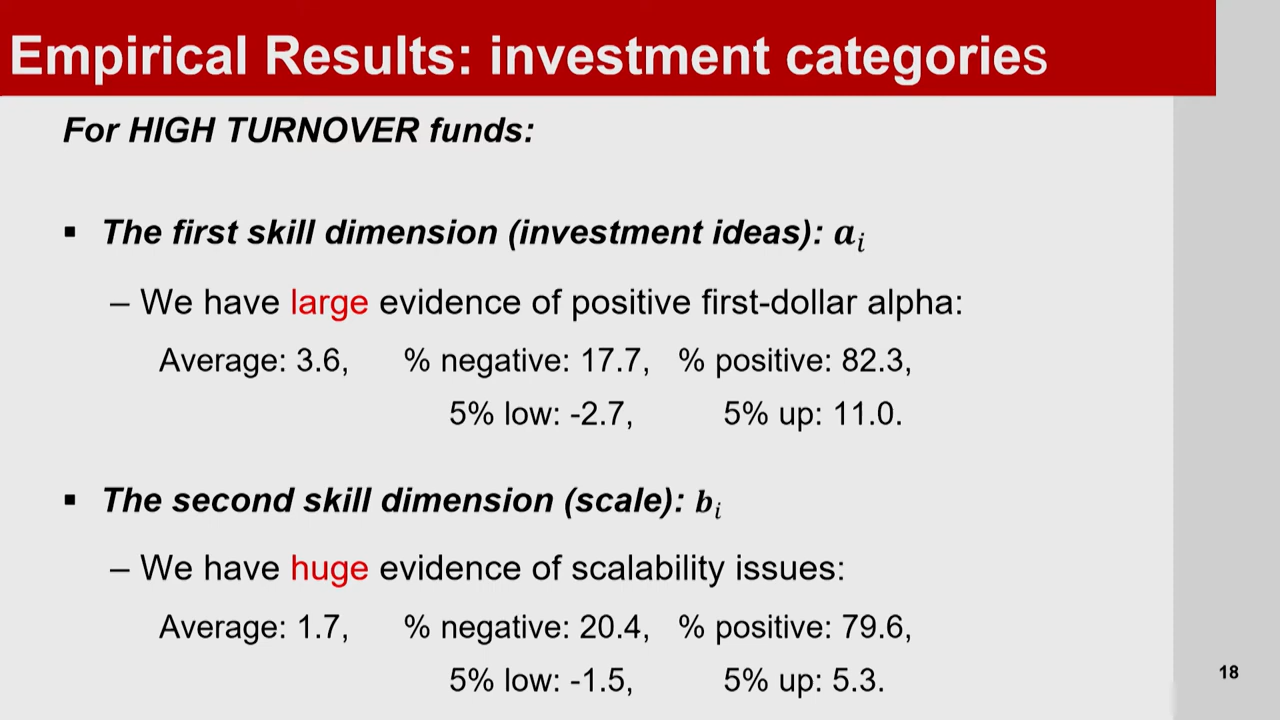 Empirical Results: investment categories
For HIGH TURNOVER funds:
▪ The first skill dimension (investment ideas): aᵢ
– We have large evidence of positive first-dollar alpha:
Average: 3.6, % negative: 17.7, % positive: 82.3,
5% low: -2.7, 5% up: 11.0.
▪ The second skill dimension (scale): bᵢ
– We have huge evidence of scalability issues:
Average: 1.7, % negative: 20.4, % positive: 79.6,
5% low: -1.5, 5% up: 5.3.
18